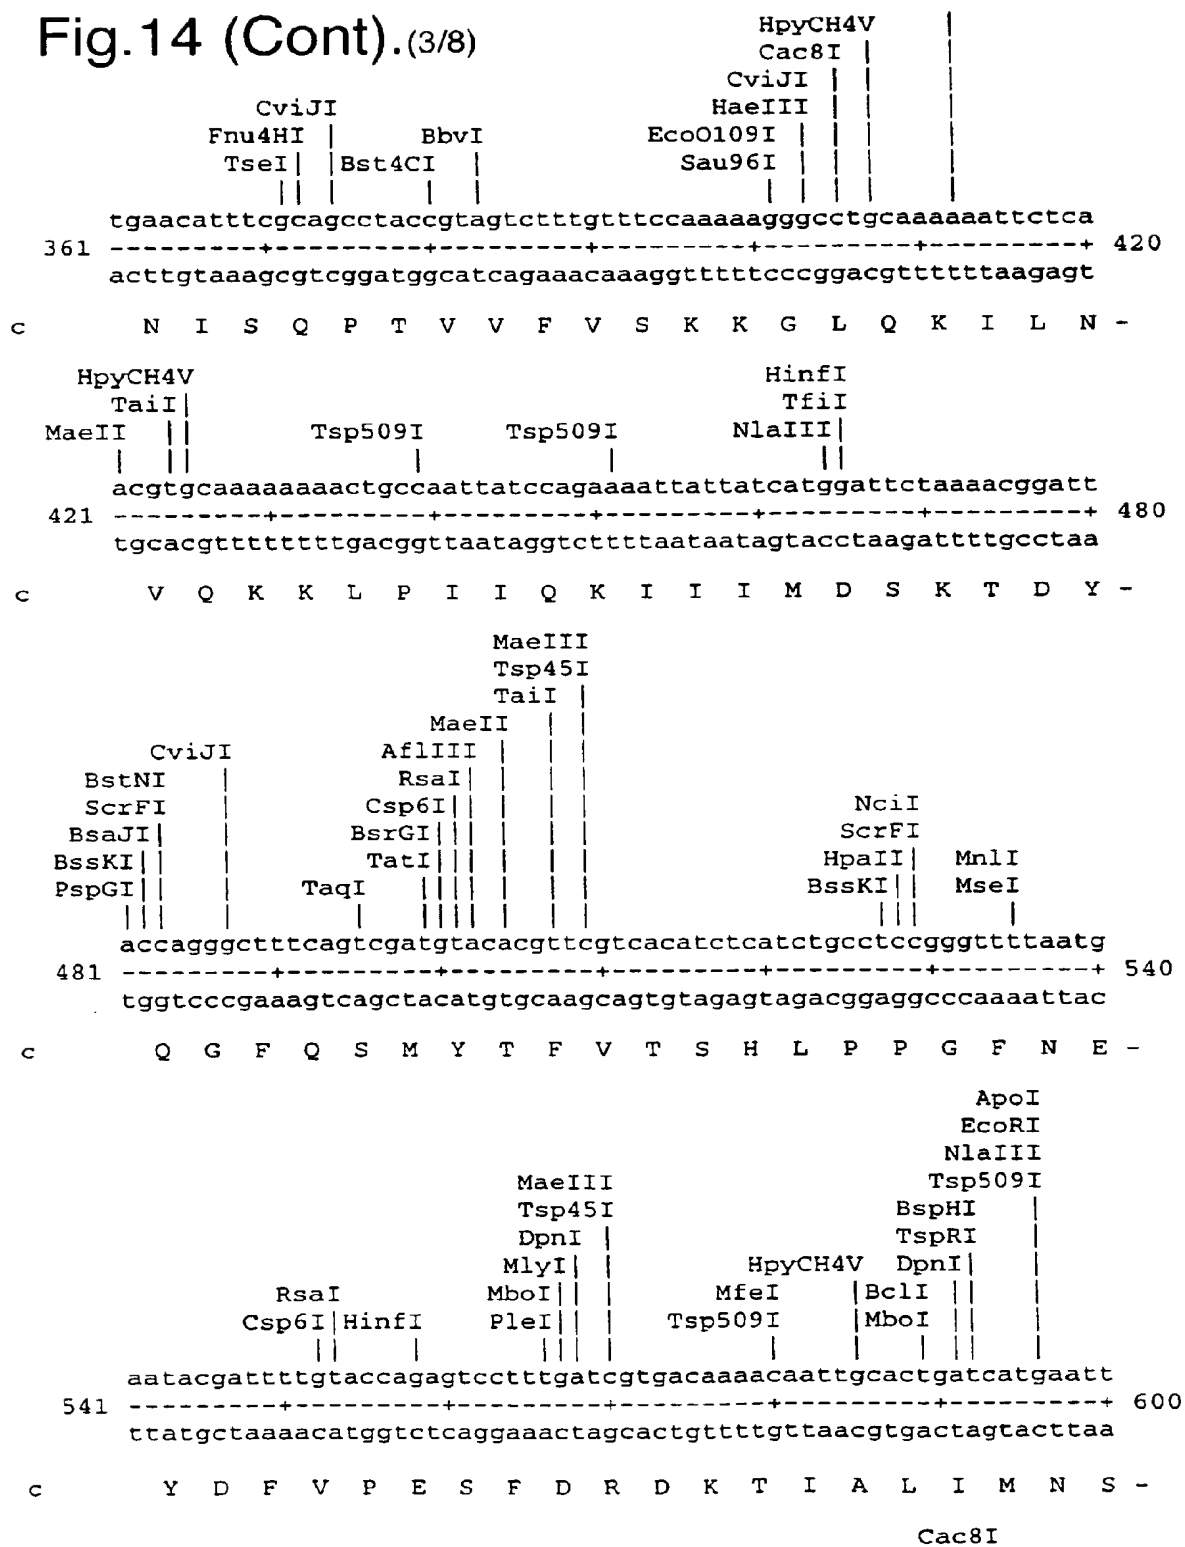 Fig.14 (Cont).(3/8)
HpyCH4V
Cac8I
CviJI
CviJI HaeIII
Fnu4HI BbvI EcoO109I
TseI Bst4CI Sau96I
tgaacatttcgcagcctaccgtagtctttgtttccaaaaagggcctgcaaaaaattctca
361 ---------+---------+---------+---------+---------+---------+ 420
acttgtaaagcgtcggatggcatcagaaacaaaggtttttcccggacgttttttaagagt
c N I S Q P T V V F V S K K G L Q K I L N -
HpyCH4V HinfI
TaiI TfiI
MaeII Tsp509I Tsp509I NlaIII
acgtgcaaaaaaaactgccaattatccagaaaattattatcatggattctaaaacggatt
421 ---------+---------+---------+---------+---------+---------+ 480
tgcacgttttttttgacggttaataggtcttttaataatagtacctaagattttgcctaa
c V Q K K L P I I Q K I I I M D S K T D Y -
MaeIII
Tsp45I
TaiI
MaeII
CviJI AflIII
BstNI RsaI
ScrFI Csp6I NciI
BsaJI BsrGI ScrFI
BssKI TatI HpaII MnlI
PspGI TaqI BssKI MseI
accagggctttcagtcgatgtacacgttcgtcacatctcatctgcctccgggttttaatg
481 ---------+---------+---------+---------+---------+---------+ 540
tggtcccgaaagtcagctacatgtgcaagcagtgtagagtagacggaggcccaaaattac
c Q G F Q S M Y T F V T S H L P P G F N E -
ApoI
EcoRI
NlaIII
MaeIII Tsp509I
Tsp45I BspHI
DpnI TspRI
MlyI HpyCH4V DpnI
RsaI MboI MfeI BclI
Csp6I HinfI PleI Tsp509I MboI
aatacgattttgtaccagagtcctttgatcgtgacaaaacaattgcactgatcatgaatt
541 ---------+---------+---------+---------+---------+---------+ 600
ttatgctaaaacatggtctcaggaaactagcactgttttgttaacgtgactagtacttaa
c Y D F V P E S F D R D K T I A L I M N S -
Cac8I